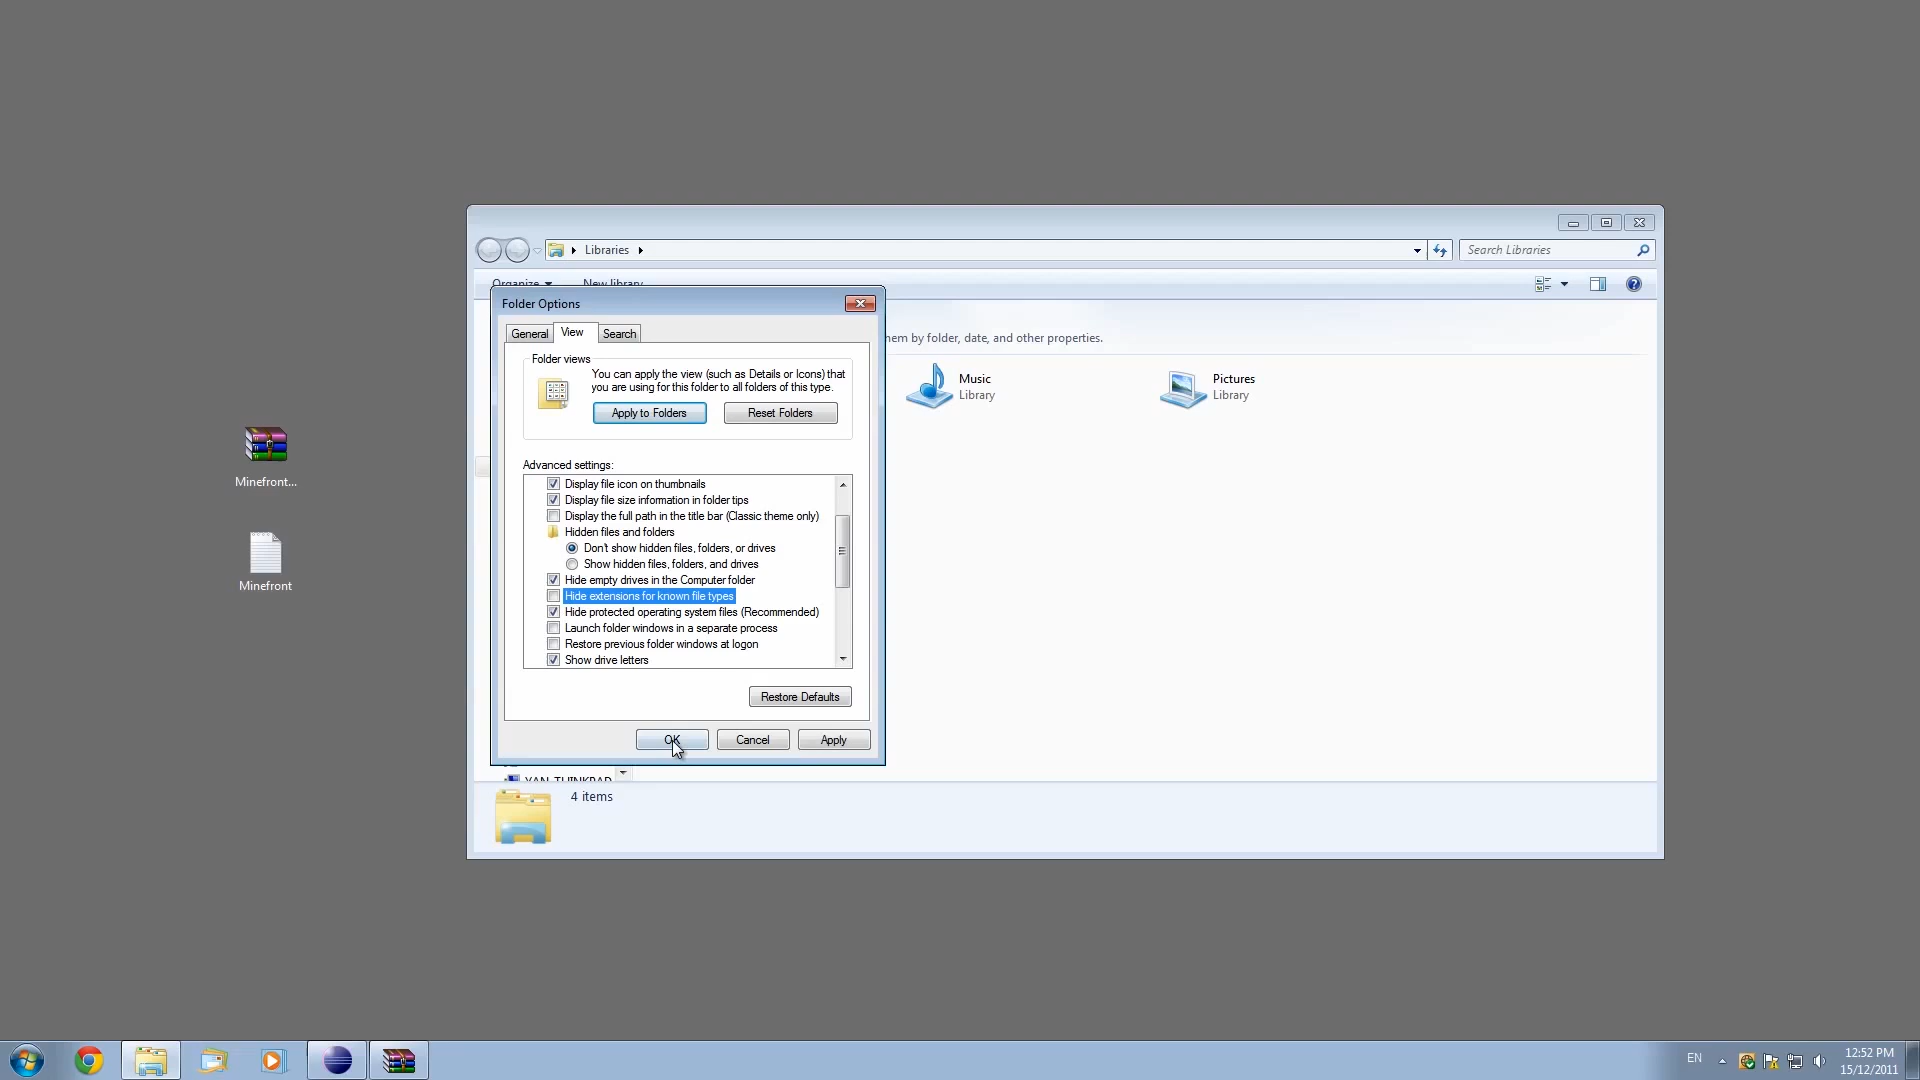 Libraries
Search Libraries
Organize
New library
Folder Options
General
View
Search
Folder views
You can apply the view (such as Details or Icons) that
you are using for this folder to all folders of this type.
Apply to Folders
Reset Folders
Advanced settings:
Display file icon on thumbnails
Display file size information in folder tips
Display the full path in the title bar (Classic theme only)
Hidden files and folders
Don't show hidden files, folders, or drives
Show hidden files, folders, and drives
Hide empty drives in the Computer folder
Hide extensions for known file types
Hide protected operating system files (Recommended)
Launch folder windows in a separate process
Restore previous folder windows at logon
Show drive letters
Restore Defaults
OK
Cancel
Apply
by folder, date, and other properties.
Music
Library
Pictures
Library
YAN-THINKPAD
4 items
Minefront...
Minefront
EN
12:52 PM
15/12/2011